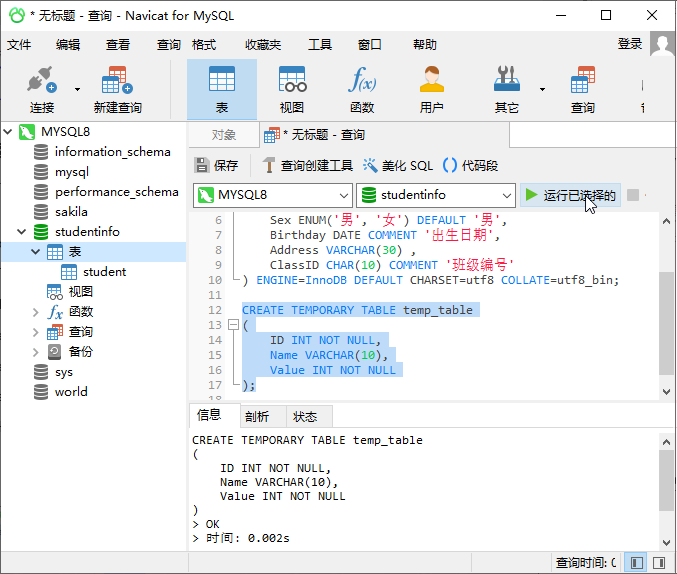 * 无标题 - 查询 - Navicat for MySQL
文件 编辑 查看 查询 格式 收藏夹 工具 窗口 帮助 登录
连接 新建查询 表 视图 函数 用户 其它 查询
MYSQL8
information_schema
mysql
performance_schema
sakila
studentinfo
表
student
视图
函数
查询
备份
sys
world
对象 * 无标题 - 查询
保存 查询创建工具 美化 SQL 代码段
MYSQL8 studentinfo 运行已选择的
6 Sex ENUM('男', '女') DEFAULT '男',
7 Birthday DATE COMMENT '出生日期',
8 Address VARCHAR(30) ,
9 ClassID CHAR(10) COMMENT '班级编号'
10 ) ENGINE=InnoDB DEFAULT CHARSET=utf8 COLLATE=utf8_bin;
11
12 CREATE TEMPORARY TABLE temp_table
13 (
14 ID INT NOT NULL,
15 Name VARCHAR(10),
16 Value INT NOT NULL
17 );
18
信息 剖析 状态
CREATE TEMPORARY TABLE temp_table
(
ID INT NOT NULL,
Name VARCHAR(10),
Value INT NOT NULL
)
> OK
> 时间: 0.002s
查询时间: 0